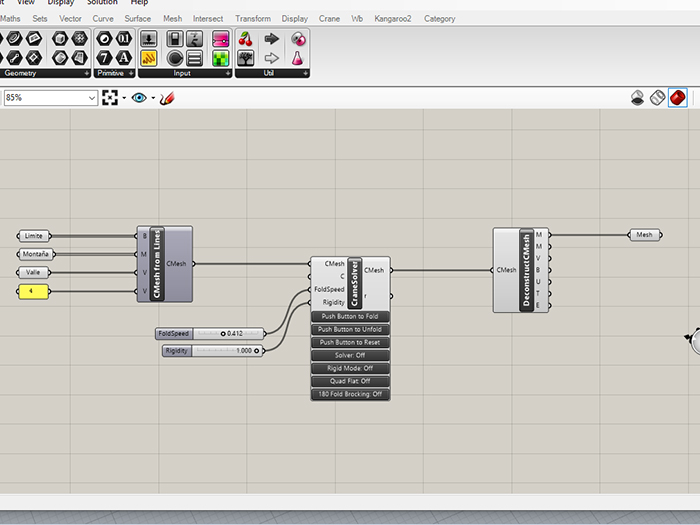 View Display Solution Help
Maths Sets Vector Curve Surface Mesh Intersect Transform Display Crane Wb Kangaroo2 Category
Geometry + Primitive + Input + Util +
85%
Límite
Montaña
Valle
4
B
M
V
V
CMesh from Lines
CMesh
FoldSpeed 0.412
Rigidity 1.000
CMesh
C
FoldSpeed
Rigidity
CraneSolver
CMesh
r
Push Button to Fold
Push Button to Unfold
Push Button to Reset
Solver: Off
Rigid Mode: Off
Quad Flat: Off
180 Fold Brocking: Off
CMesh
DeconstructCMesh
M
M
V
B
U
T
E
Mesh